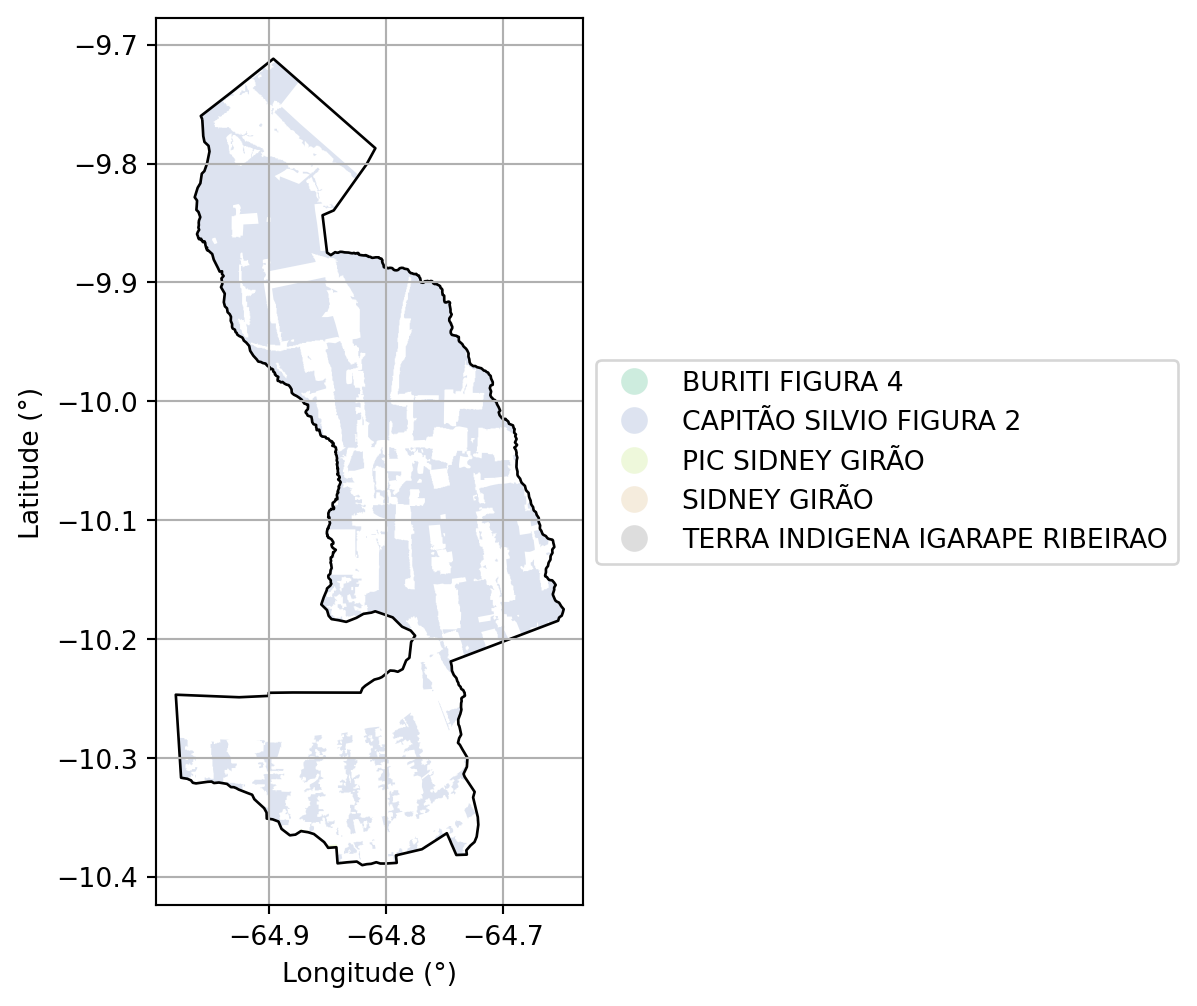 −9.7
−9.8
−9.9
−10.0
−10.1
−10.2
−10.3
−10.4
Latitude (°)
−64.9 −64.8 −64.7
Longitude (°)
BURITI FIGURA 4
CAPITÃO SILVIO FIGURA 2
PIC SIDNEY GIRÃO
SIDNEY GIRÃO
TERRA INDIGENA IGARAPE RIBEIRAO